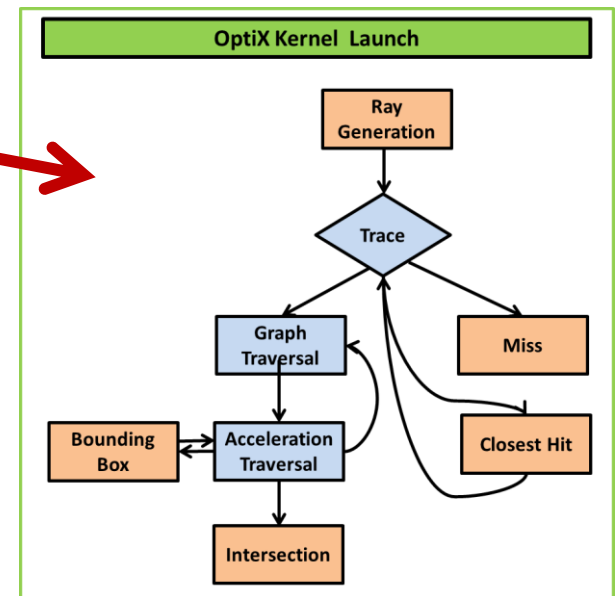 OptiX Kernel Launch
Ray
Generation
Trace
Graph
Traversal
Miss
Bounding
Box
Acceleration
Traversal
Closest Hit
Intersection